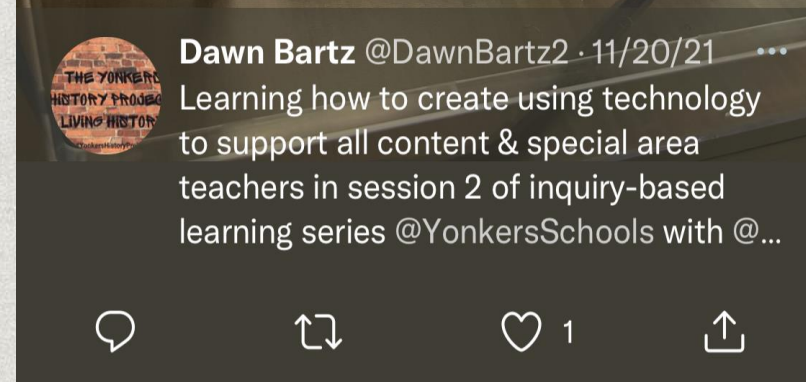 Dawn Bartz @DawnBartz2 · 11/20/21
THE YONKERS
HISTORY PROJEC
LIVING HISTOR
Learning how to create using technology
to support all content & special area
teachers in session 2 of inquiry-based
learning series @YonkersSchools with @...
1